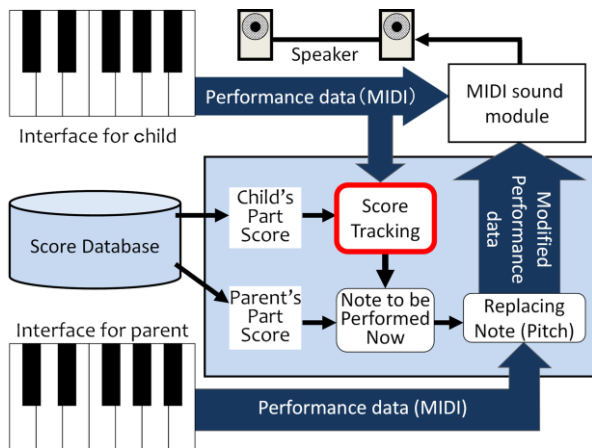 Speaker
Performance data (MIDI)
MIDI sound
module
Interface for child
Child's
Part
Score
Score
Tracking
Modified
Performance
data
Score Database
Parent's
Part
Score
Note to be
Performed
Now
Replacing
Note (Pitch)
Interface for parent
Performance data (MIDI)